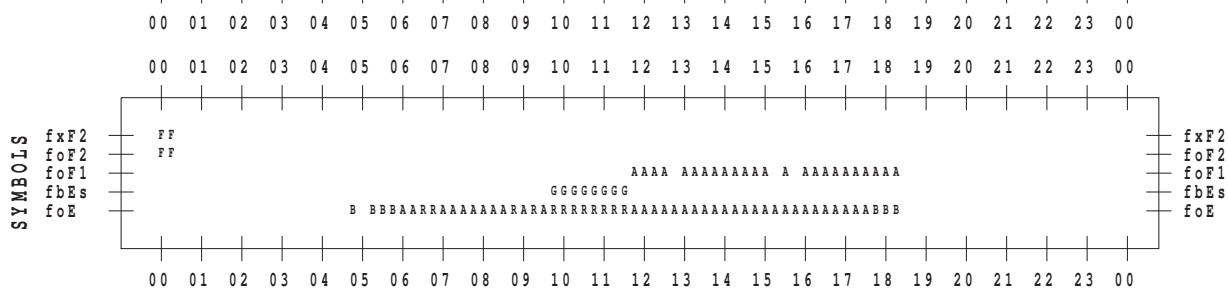 00 01 02 03 04 05 06 07 08 09 10 11 12 13 14 15 16 17 18 19 20 21 22 23 00
00 01 02 03 04 05 06 07 08 09 10 11 12 13 14 15 16 17 18 19 20 21 22 23 00
SYMBOLS
fxF2 FF fxF2
foF2 FF foF2
foF1 AAAA AAAAAAAAA A AAAAAAAAAA foF1
fbEs GGGGGGGG fbEs
foE B BBBAARRAAAAAAARARARRRRRRRRAAAAAAAAAAAAAAAAAAAAAAAABBB foE
00 01 02 03 04 05 06 07 08 09 10 11 12 13 14 15 16 17 18 19 20 21 22 23 00